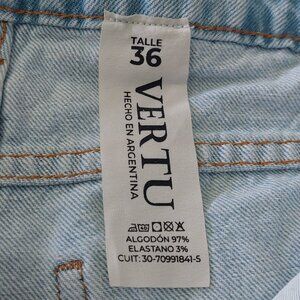 TALLE
36
VERTU
HECHO EN ARGENTINA
ALGODÓN 97%
ELASTANO 3%
CUIT: 30-70991841-5